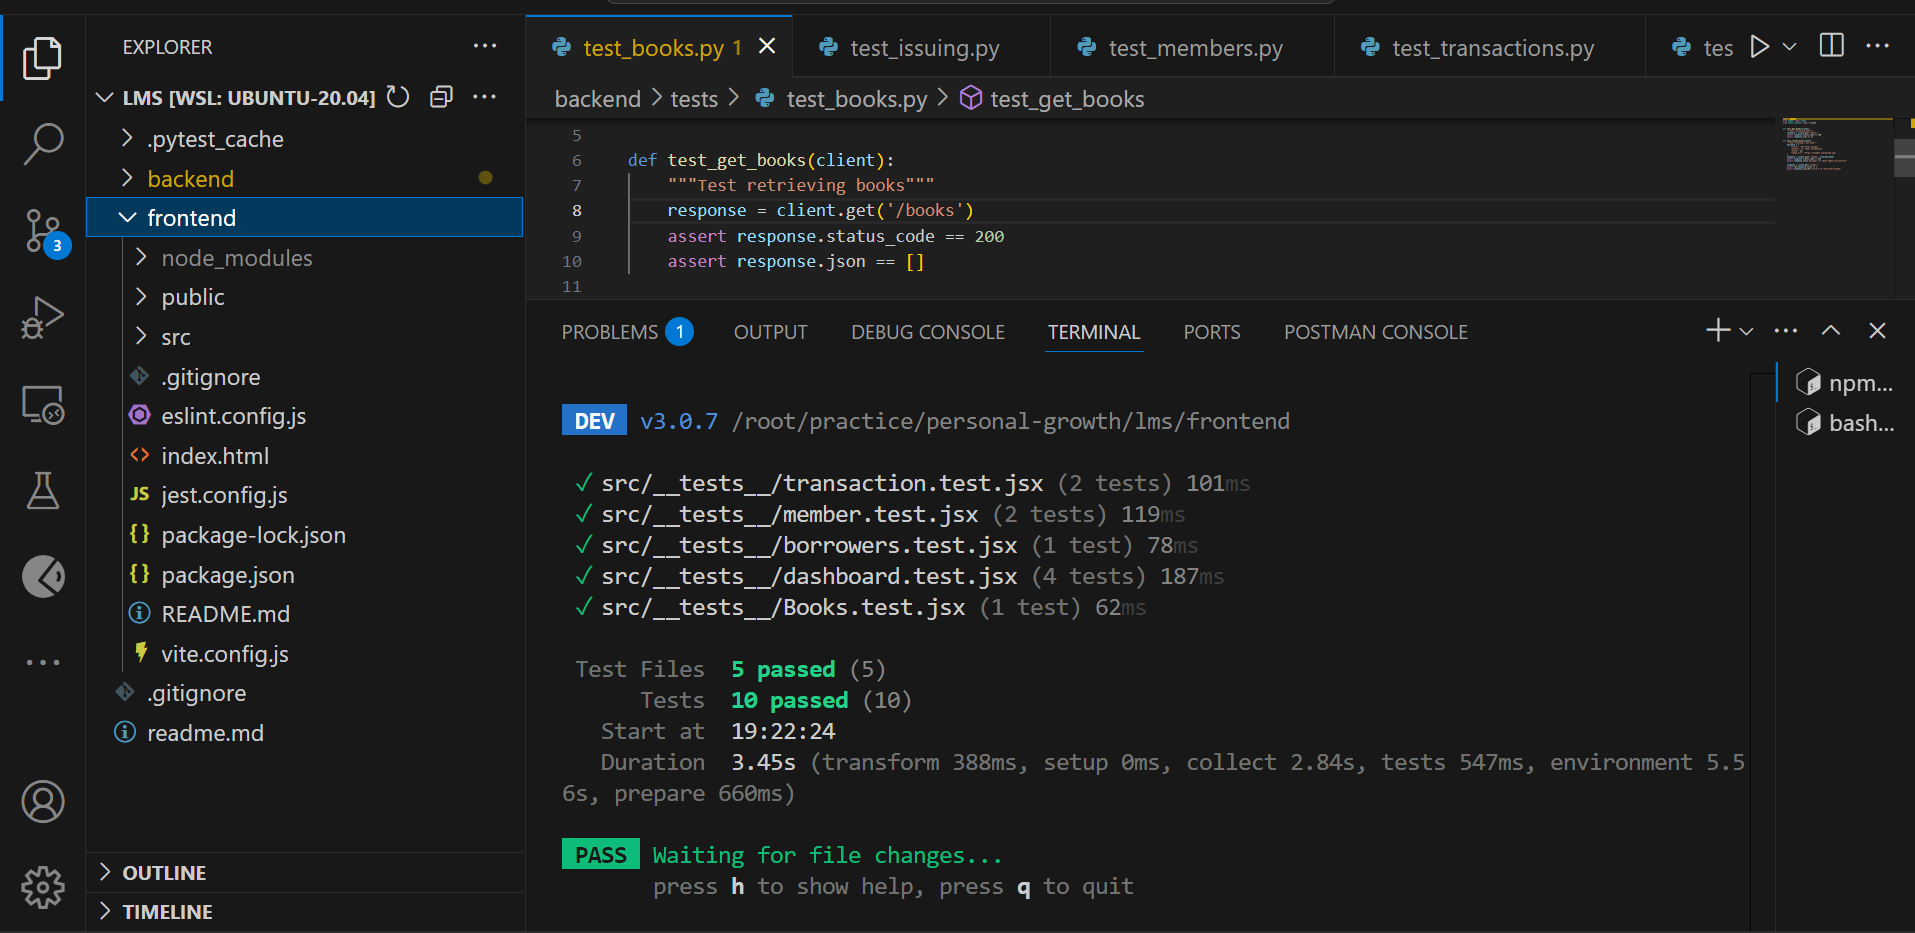 EXPLORER
LMS [WSL: UBUNTU-20.04]
.pytest_cache
backend
frontend
node_modules
public
src
.gitignore
eslint.config.js
index.html
JS jest.config.js
{} package-lock.json
{} package.json
README.md
vite.config.js
.gitignore
readme.md
OUTLINE
TIMELINE
3
test_books.py 1
test_issuing.py
test_members.py
test_transactions.py
tes
backend > tests > test_books.py > test_get_books
5
6 def test_get_books(client):
7 """Test retrieving books"""
8 response = client.get('/books')
9 assert response.status_code == 200
10 assert response.json == []
11
PROBLEMS 1 OUTPUT DEBUG CONSOLE TERMINAL PORTS POSTMAN CONSOLE
npm...
bash...
DEV v3.0.7 /root/practice/personal-growth/lms/frontend
✓ src/__tests__/transaction.test.jsx (2 tests) 101ms
✓ src/__tests__/member.test.jsx (2 tests) 119ms
✓ src/__tests__/borrowers.test.jsx (1 test) 78ms
✓ src/__tests__/dashboard.test.jsx (4 tests) 187ms
✓ src/__tests__/Books.test.jsx (1 test) 62ms
Test Files 5 passed (5)
Tests 10 passed (10)
Start at 19:22:24
Duration 3.45s (transform 388ms, setup 0ms, collect 2.84s, tests 547ms, environment 5.5
6s, prepare 660ms)
PASS Waiting for file changes...
press h to show help, press q to quit